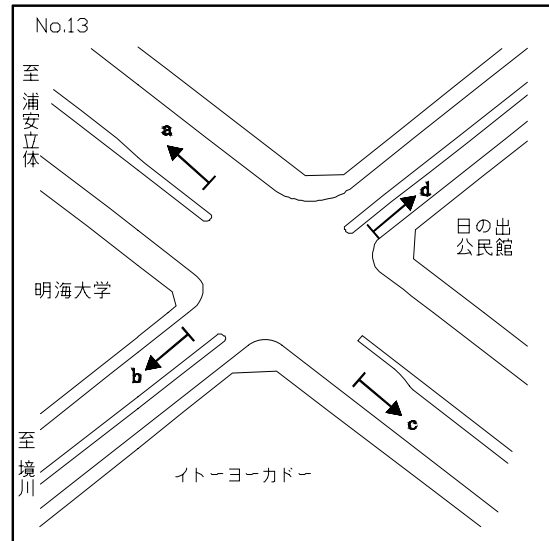 No.13
至 浦安立体
a
d
日の出
公民館
明海大学
b
c
至 境川
イトーヨーカドー